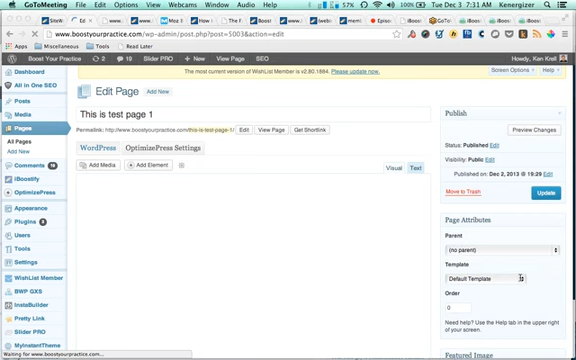 GoToMeeting File Edit Options View Window Help 57% Tue Dec 3 7:31 AM Kenergizer
www.boostyourpractice.com/wp-admin/post.php?post=5003&action=edit
Miscellaneous Tools Read Later
Boost Your Practice 2 19 Slider PRO + New View Page SEO Howdy, Ken Krell
The most current version of WishList Member is v2.80.1884. Please update now.
Screen Options Help
Dashboard
All in One SEO
Posts
Media
Pages
All Pages
Add New
Comments
iBoostify
OptimizePress
Appearance
Plugins
Users
Tools
Settings
WishList Member
BWP GXS
InstaBuilder
Pretty Link
Slider PRO
MyInstantTheme
Edit Page Add New
This is test page 1
Permalink: http://www.boostyourpractice.com/this-is-test-page-1/ Edit View Page Get Shortlink
WordPress OptimizePress Settings
Add Media Add Element
Visual Text
Publish
Preview Changes
Status: Published Edit
Visibility: Public Edit
Published on: Dec 2, 2013 @ 19:29 Edit
Move to Trash Update
Page Attributes
Parent
(no parent)
Template
Default Template
Order
0
Need help? Use the Help tab in the upper right of your screen.
Featured Image
Waiting for www.boostyourpractice.com...